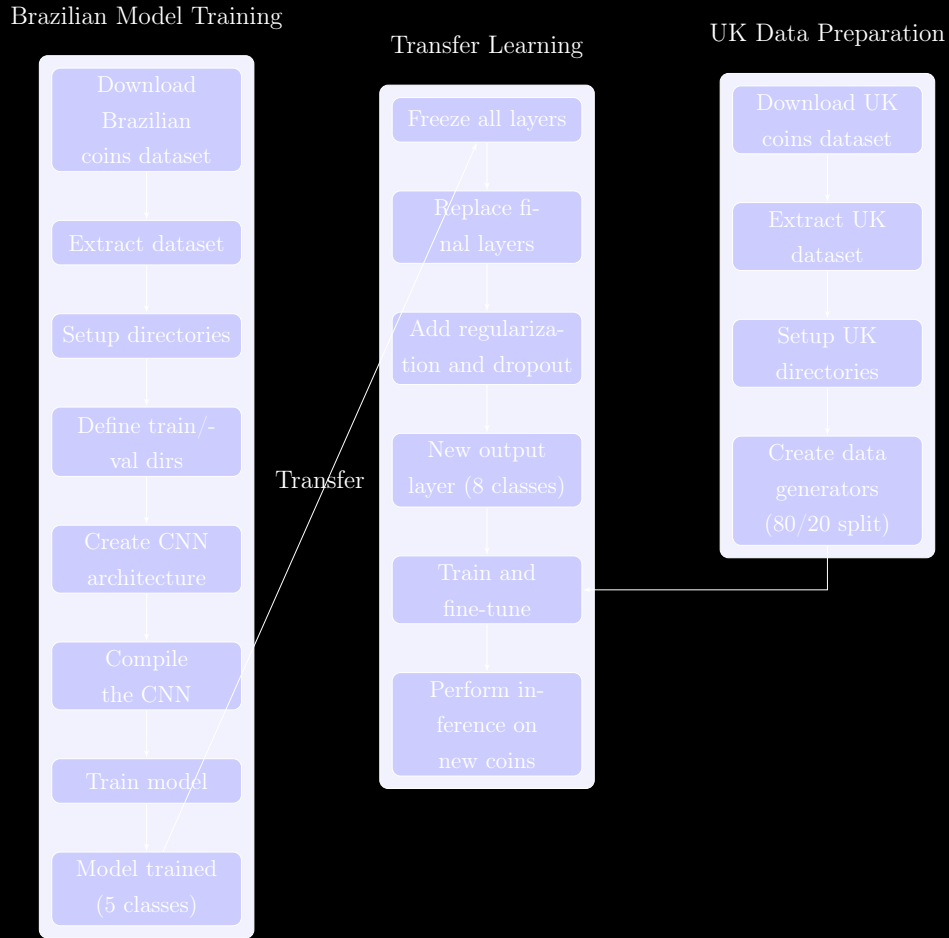 Brazilian Model Training
Download
Brazilian
coins dataset
Extract dataset
Setup directories
Define train/-
val dirs
Create CNN
architecture
Compile
the CNN
Train model
Model trained
(5 classes)
Transfer
Transfer Learning
Freeze all layers
Replace fi-
nal layers
Add regulariza-
tion and dropout
New output
layer (8 classes)
Train and
fine-tune
Perform in-
ference on
new coins
UK Data Preparation
Download UK
coins dataset
Extract UK
dataset
Setup UK
directories
Create data
generators
(80/20 split)